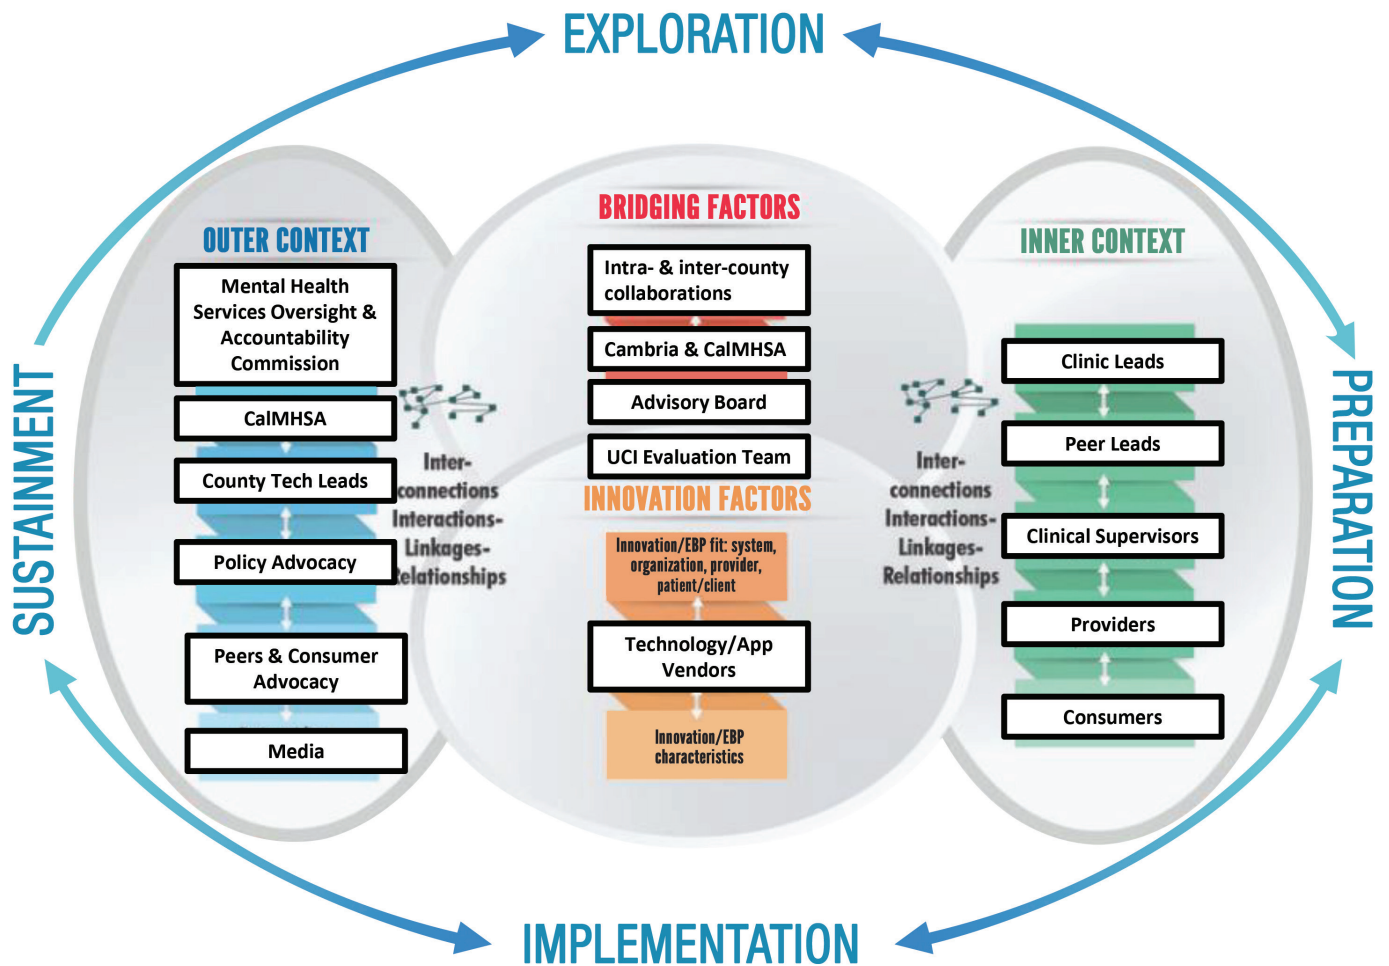 EXPLORATION
SUSTAINMENT
PREPARATION
IMPLEMENTATION
OUTER CONTEXT
Mental Health
Services Oversight &
Accountability
Commission
CalMHSA
County Tech Leads
Policy Advocacy
Peers & Consumer
Advocacy
Media
Inter-
connections
Interactions-
Linkages-
Relationships
BRIDGING FACTORS
Intra- & inter-county
collaborations
Cambria & CalMHSA
Advisory Board
UCI Evaluation Team
INNOVATION FACTORS
Innovation/EBP fit: system,
organization, provider,
patient/client
Technology/App
Vendors
Innovation/EBP
characteristics
Inter-
connections
Interactions-
Linkages-
Relationships
INNER CONTEXT
Clinic Leads
Peer Leads
Clinical Supervisors
Providers
Consumers